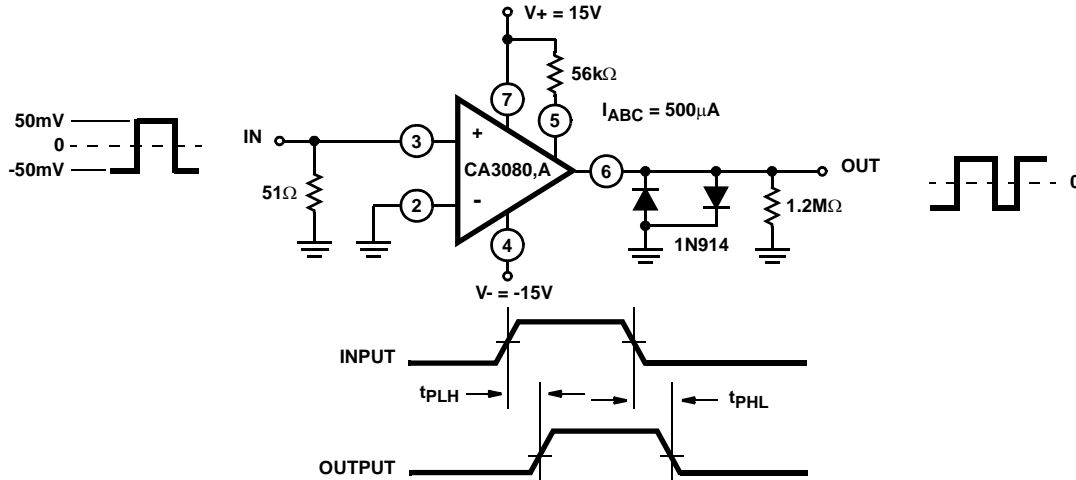 V+ = 15V
56kΩ
7
5
I_ABC = 500μA
50mV
0
-50mV
IN
3
+
CA3080,A
6
OUT
0
51Ω
2
-
1.2MΩ
4
1N914
V- = -15V
INPUT
t_PLH
t_PHL
OUTPUT